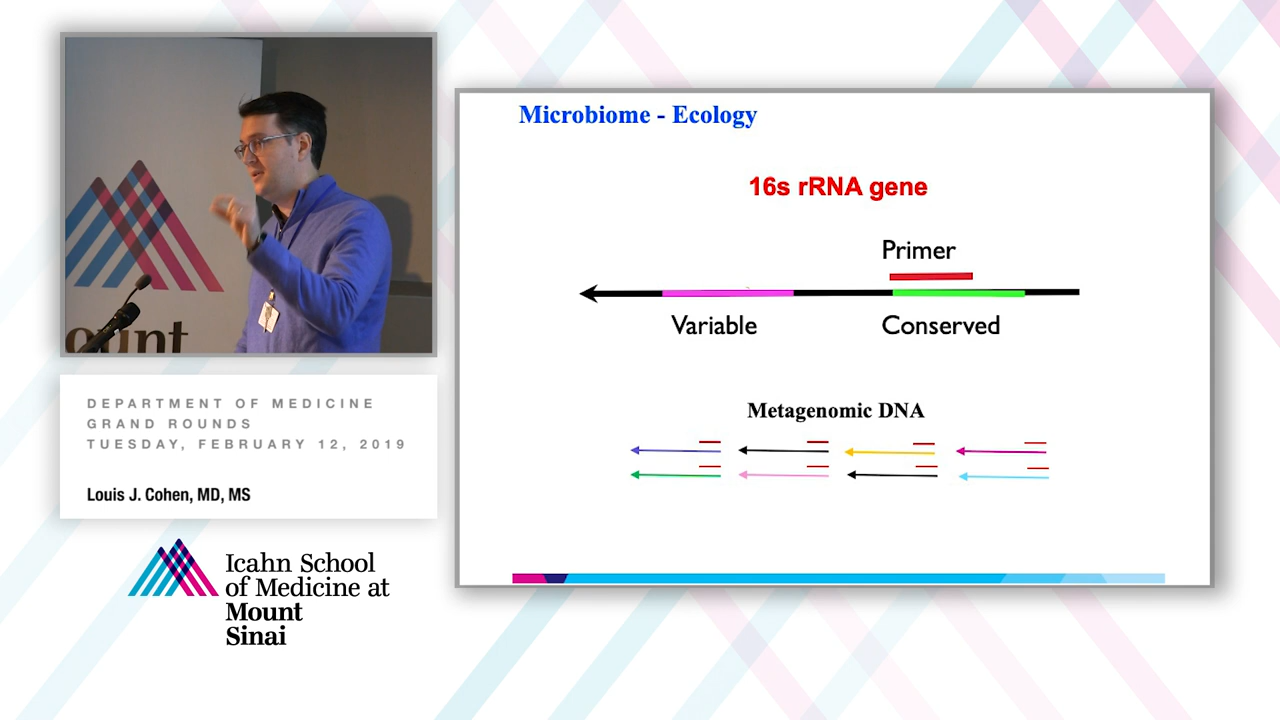 ount
DEPARTMENT OF MEDICINE
GRAND ROUNDS
TUESDAY, FEBRUARY 12, 2019
Louis J. Cohen, MD, MS
Icahn School
of Medicine at
Mount
Sinai
Microbiome - Ecology
16s rRNA gene
Primer
Variable
Conserved
Metagenomic DNA